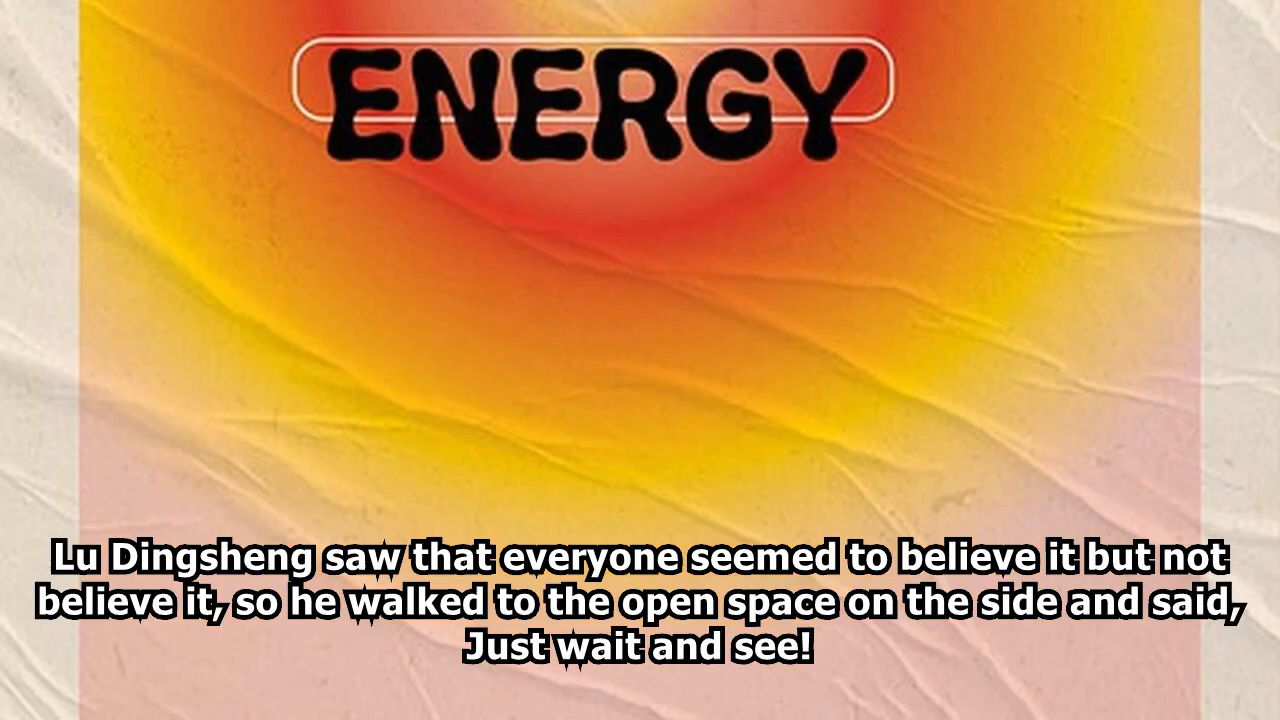 ENERGY
Lu Dingsheng saw that everyone seemed to believe it but not
believe it, so he walked to the open space on the side and said,
Just wait and see!